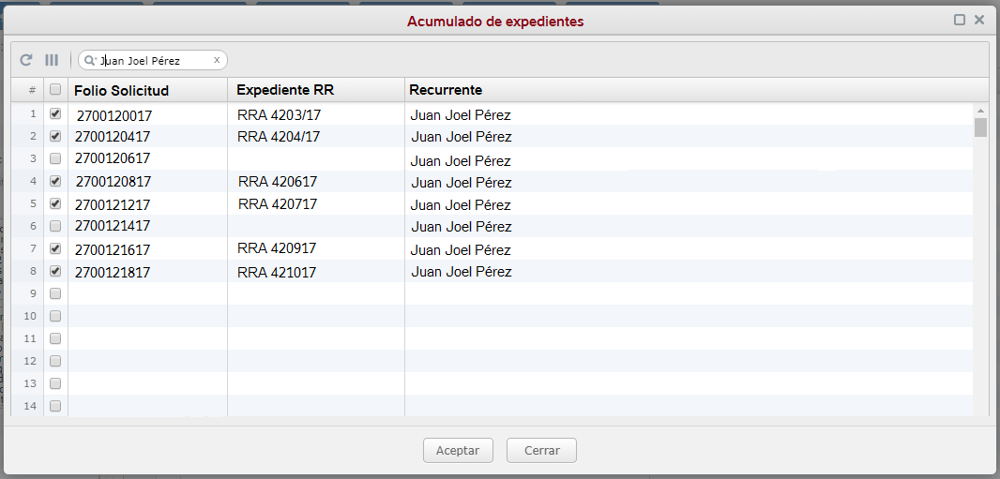 Acumulado de expedientes
Juan Joel Pérez x
# Folio Solicitud Expediente RR Recurrente
1 2700120017 RRA 4203/17 Juan Joel Pérez
2 2700120417 RRA 4204/17 Juan Joel Pérez
3 2700120617 Juan Joel Pérez
4 2700120817 RRA 420617 Juan Joel Pérez
5 2700121217 RRA 420717 Juan Joel Pérez
6 2700121417 Juan Joel Pérez
7 2700121617 RRA 420917 Juan Joel Pérez
8 2700121817 RRA 421017 Juan Joel Pérez
9
10
11
12
13
14
Aceptar Cerrar